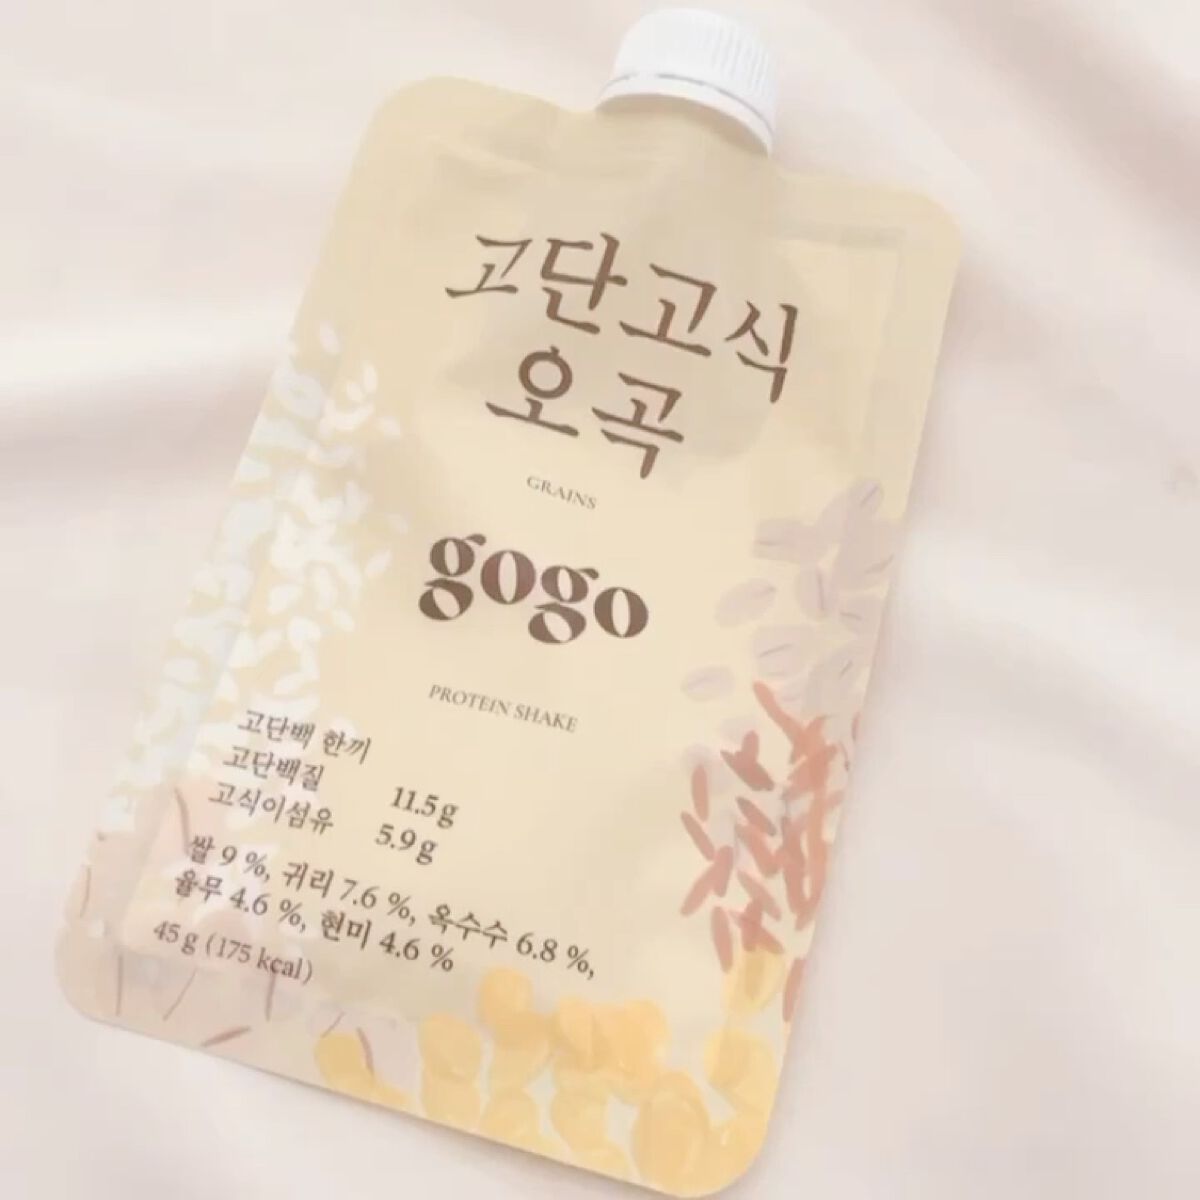 고단고식
오곡
GRAINS
gogo
PROTEIN SHAKE
고단백 한끼
고단백질 11.5g
고식이섬유 5.9g
쌀 9 %, 귀리 7.6 %, 옥수수 6.8 %,
율무 4.6 %, 현미 4.6 %
45g (175 kcal)